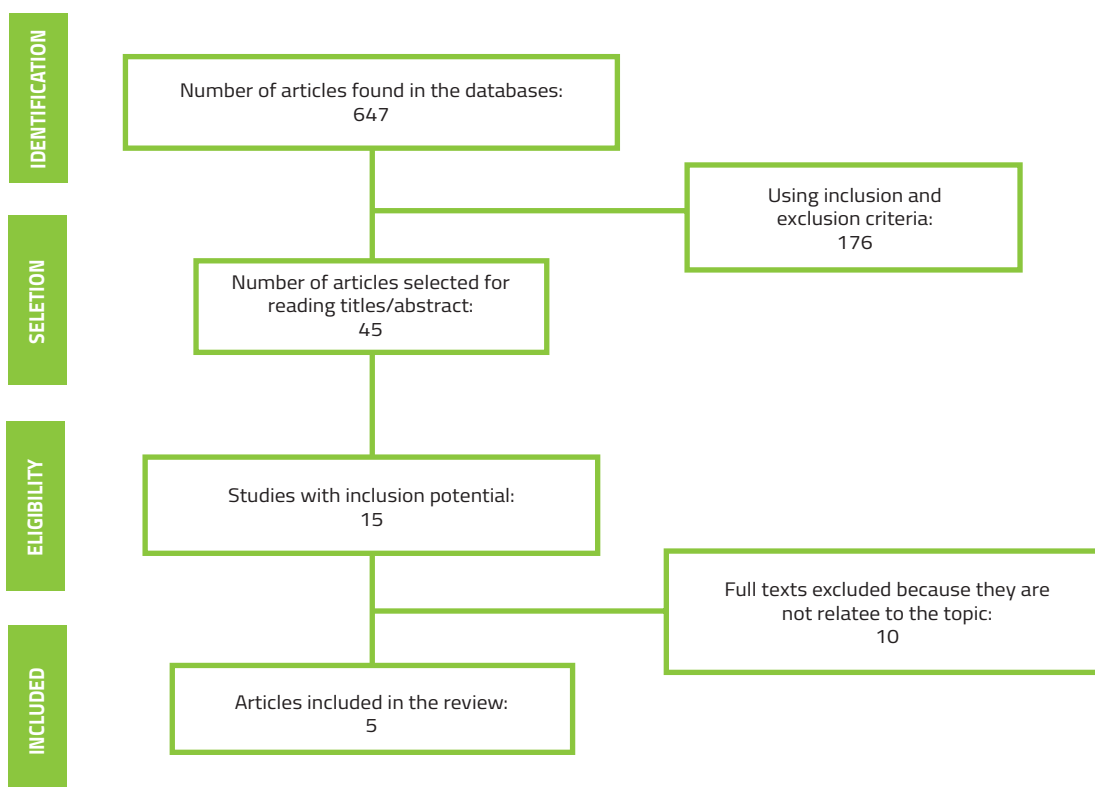 IDENTIFICATION
Number of articles found in the databases:
647
Using inclusion and
exclusion criteria:
176
SELETION
Number of articles selected for
reading titles/abstract:
45
ELIGIBILITY
Studies with inclusion potential:
15
Full texts excluded because they are
not relatee to the topic:
10
INCLUDED
Articles included in the review:
5